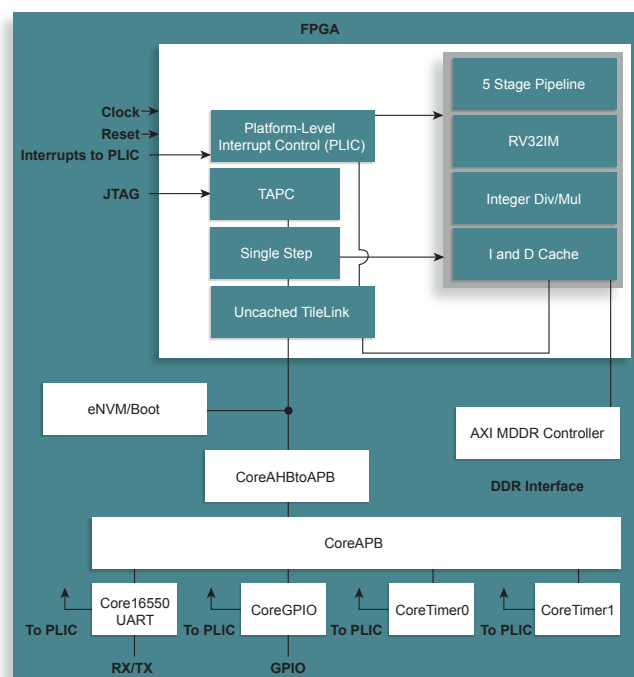 FPGA
Clock
Reset
Interrupts to PLIC
JTAG
Platform-Level
Interrupt Control (PLIC)
TAPC
Single Step
Uncached TileLink
5 Stage Pipeline
RV32IM
Integer Div/Mul
I and D Cache
eNVM/Boot
AXI MDDR Controller
DDR Interface
CoreAHBtoAPB
CoreAPB
Core16550
UART
To PLIC
RX/TX
CoreGPIO
To PLIC
GPIO
CoreTimer0
To PLIC
CoreTimer1
To PLIC